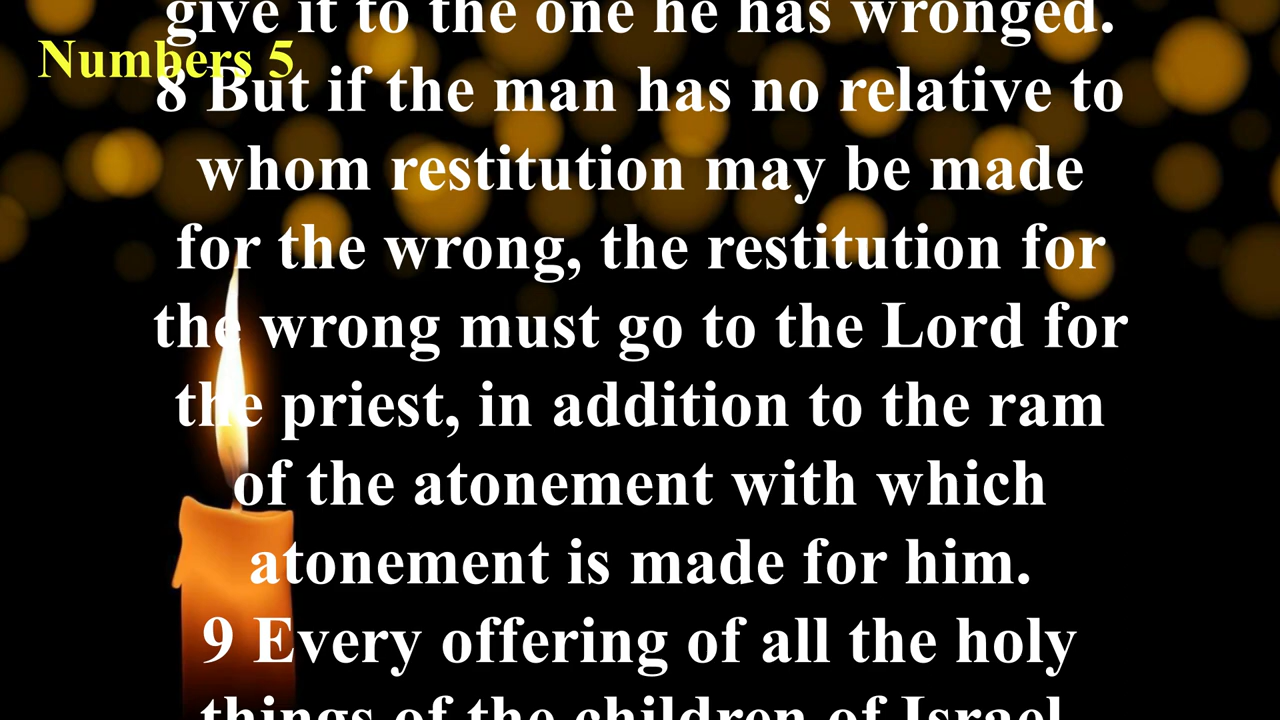 give it to the one he has wronged.
Numbers 5
8 But if the man has no relative to
whom restitution may be made
for the wrong, the restitution for
the wrong must go to the Lord for
the priest, in addition to the ram
of the atonement with which
atonement is made for him.
9 Every offering of all the holy
things of the children of Israel,